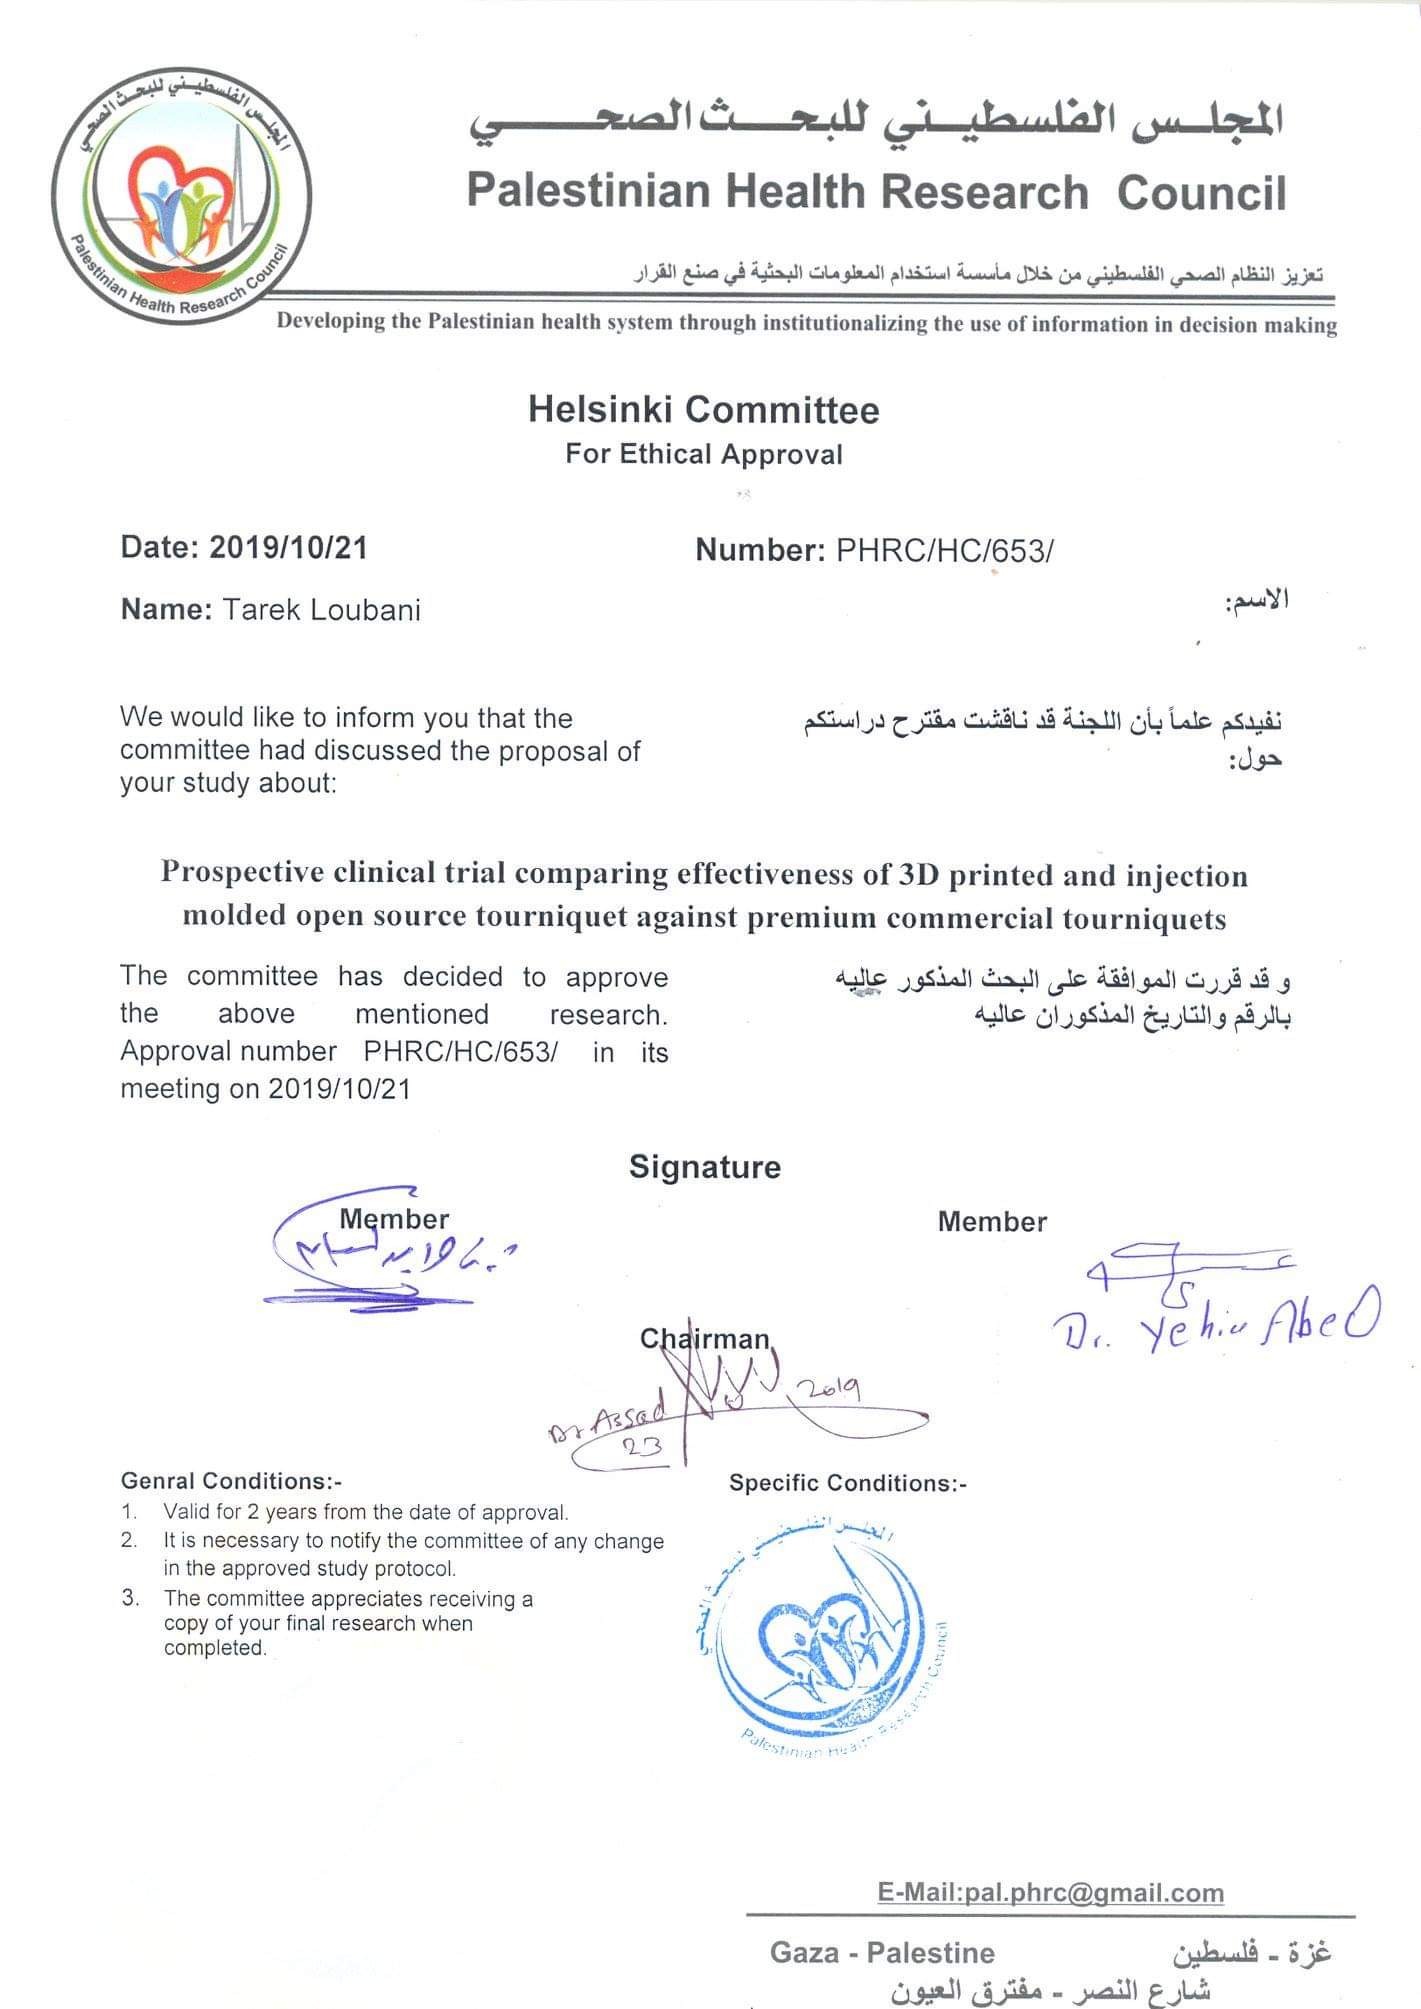 المجلس الفلسطيني للبحث الصحي
Palestinian Health Research Council
المجلس الفلسطيني للبحث الصحي
Palestinian Health Research Council
تعزيز النظام الصحي الفلسطيني من خلال مأسسة استخدام المعلومات البحثية في صنع القرار
Developing the Palestinian health system through institutionalizing the use of information in decision making
Helsinki Committee
For Ethical Approval
Date: 2019/10/21
Number: PHRC/HC/653/
Name: Tarek Loubani
الاسم:
We would like to inform you that the
committee had discussed the proposal of
your study about:
نفيدكم علماً بأن اللجنة قد ناقشت مقترح دراستكم
حول:
Prospective clinical trial comparing effectiveness of 3D printed and injection
molded open source tourniquet against premium commercial tourniquets
The committee has decided to approve
the above mentioned research.
Approval number PHRC/HC/653/ in its
meeting on 2019/10/21
و قد قررت الموافقة على البحث المذكور عاليه
بالرقم والتاريخ المذكوران عاليه
Signature
Member
Member
Dr. Yehia Abed
Chairman
Dr Assad
23
2019
Genral Conditions:-
1. Valid for 2 years from the date of approval.
2. It is necessary to notify the committee of any change
in the approved study protocol.
3. The committee appreciates receiving a
copy of your final research when
completed.
Specific Conditions:-
المجلس الفلسطيني للبحث الصحي
Palestinian Health Research Council
E-Mail:pal.phrc@gmail.com
Gaza - Palestine
غزة - فلسطين
شارع النصر - مفترق العيون